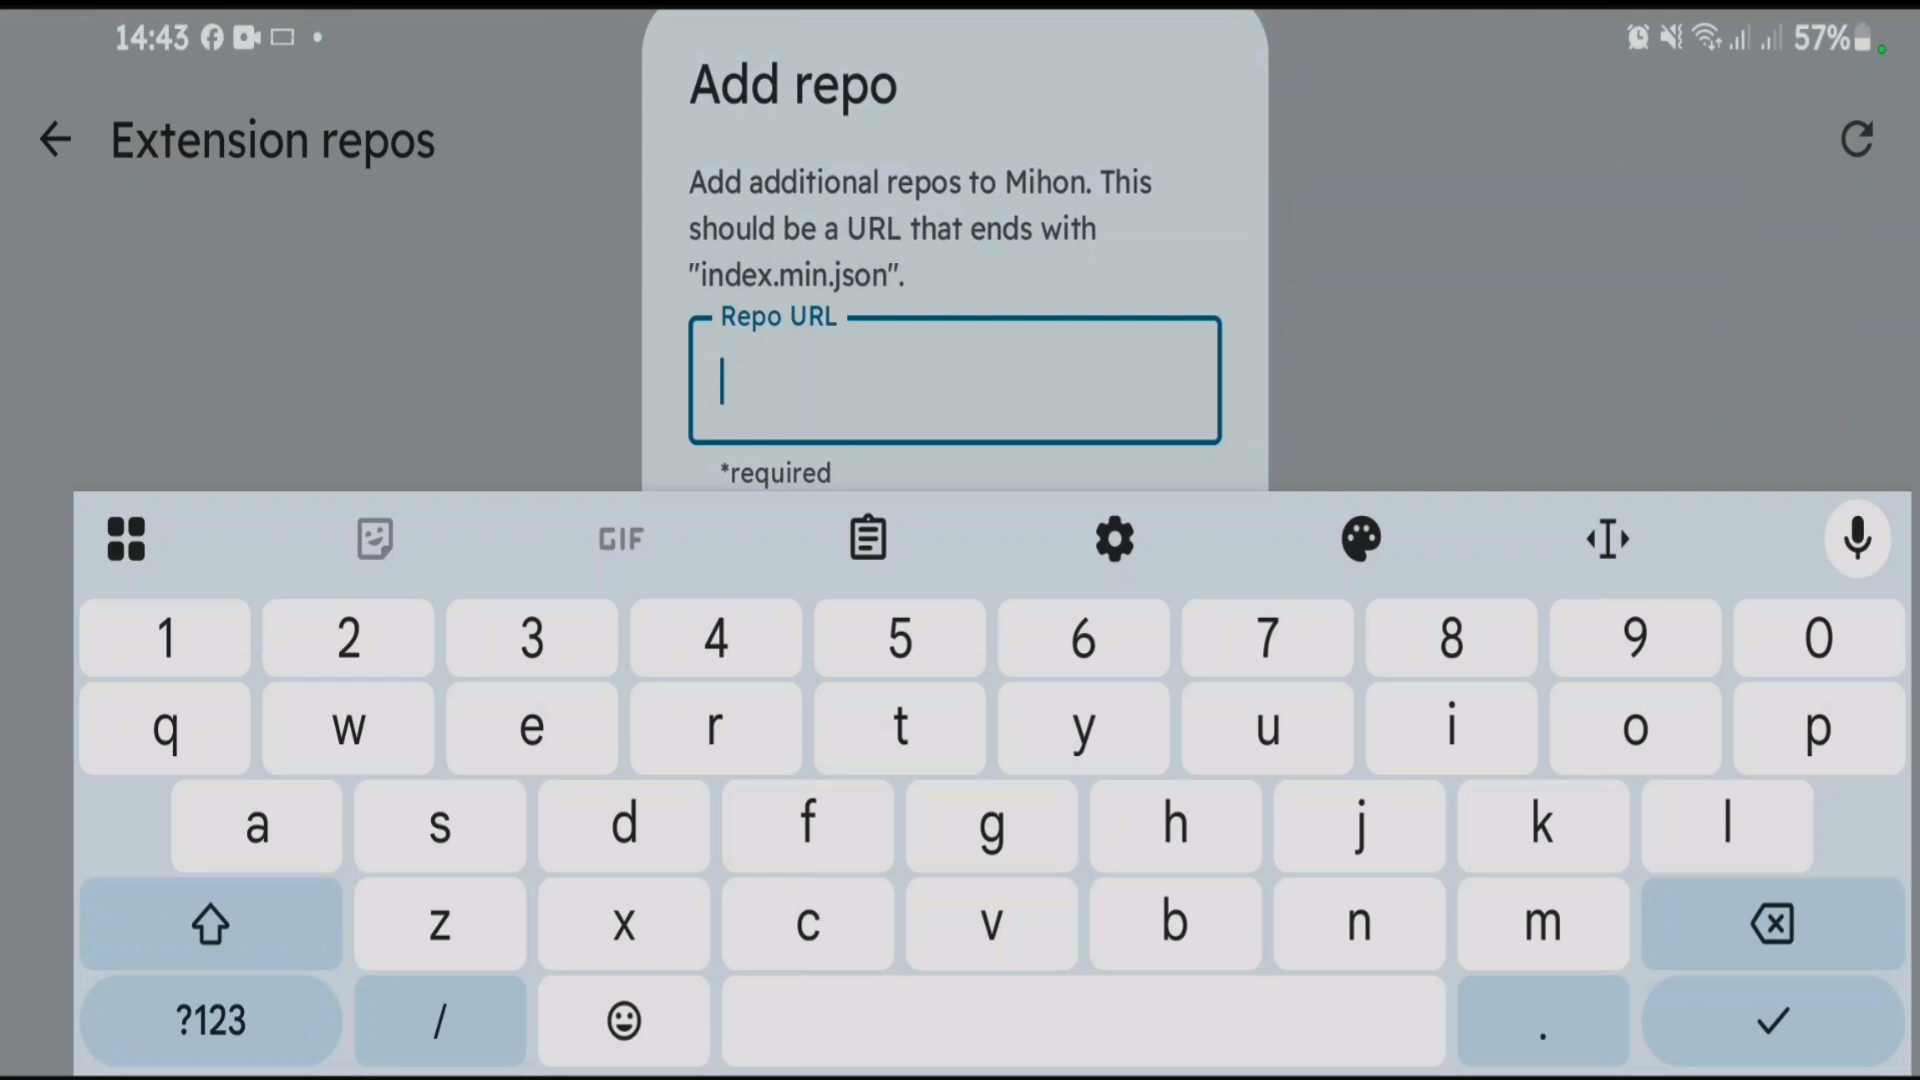 14:43
57%
Extension repos
Add repo
Add additional repos to Mihon. This
should be a URL that ends with
"index.min.json".
Repo URL
*required
GIF
1 2 3 4 5 6 7 8 9 0
q w e r t y u i o p
a s d f g h j k l
z x c v b n m
?123 / .